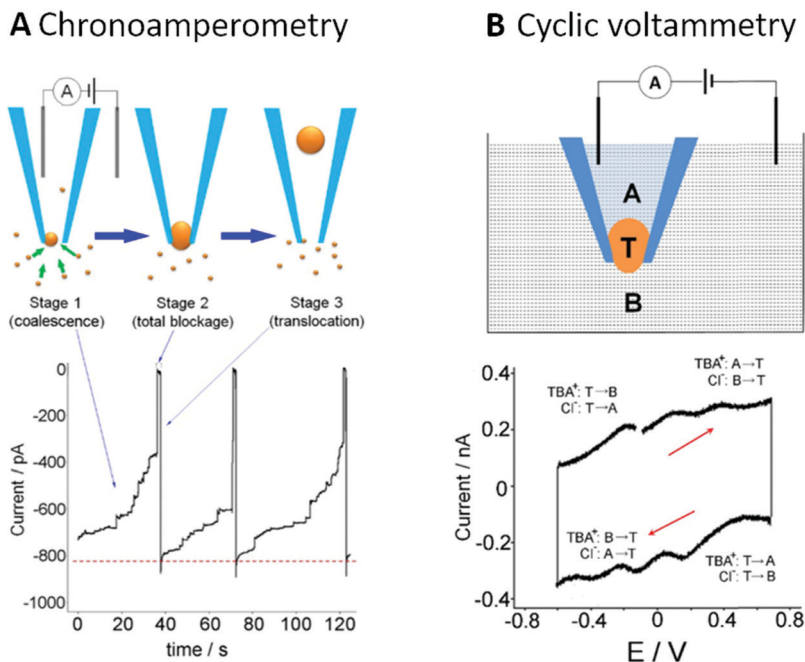 A Chronoamperometry
A
Stage 1
(coalescence)
Stage 2
(total blockage)
Stage 3
(translocation)
Current / pA
0
-200
-400
-600
-800
-1000
0 20 40 60 80 100 120
time / s
B Cyclic voltammetry
A
A
T
B
Current / nA
0.4
0.2
0
-0.2
-0.4
TBA⁺: T→B
Cl⁻: T→A
TBA⁺: A→T
Cl⁻: B→T
TBA⁺: B→T
Cl⁻: A→T
TBA⁺: T→A
Cl⁻: T→B
-0.8 -0.4 0 0.4 0.8
E / V